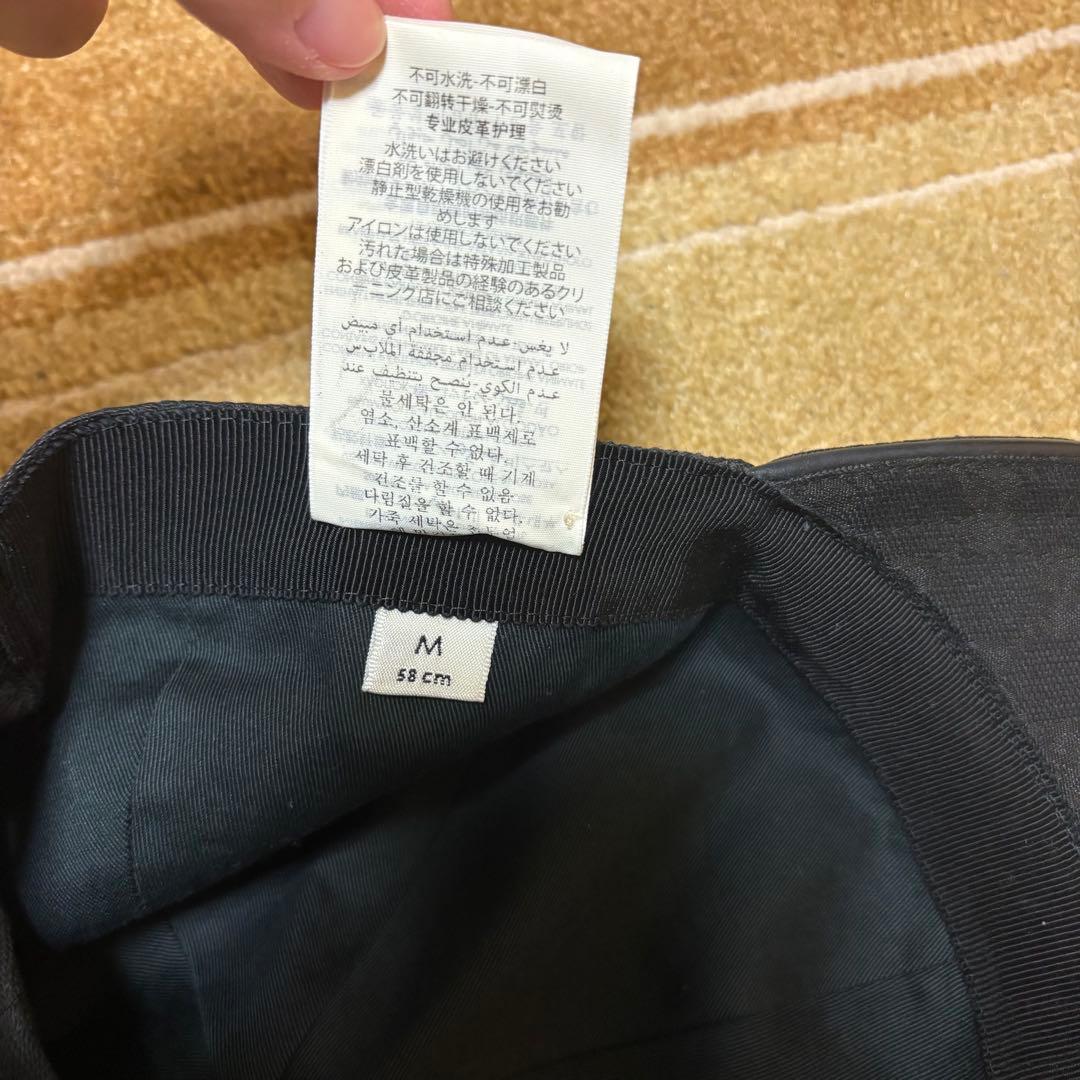 不可水洗-不可漂白
不可翻转干燥-不可熨烫
专业皮革护理
水洗いはお避けください
漂白剤を使用しないでください
静止型乾燥機の使用をお勧
めします
アイロンは使用しないでください
汚れた場合は特殊加工製品
および皮革製品の経験のあるクリ
ーニング店にご相談ください
لا يغس-عدم استخدام أي مبيض
عدم استخدام مجففة الملابس
عدم الكوي-ينصح بتنظيف عند
물세탁은 안 된다.
염소, 산소계 표백제로
표백할 수 없다.
세탁 후 건조할 때 기계
건조를 할 수 없음
다림질을 할 수 없다.
가죽 세탁은
M
58 cm